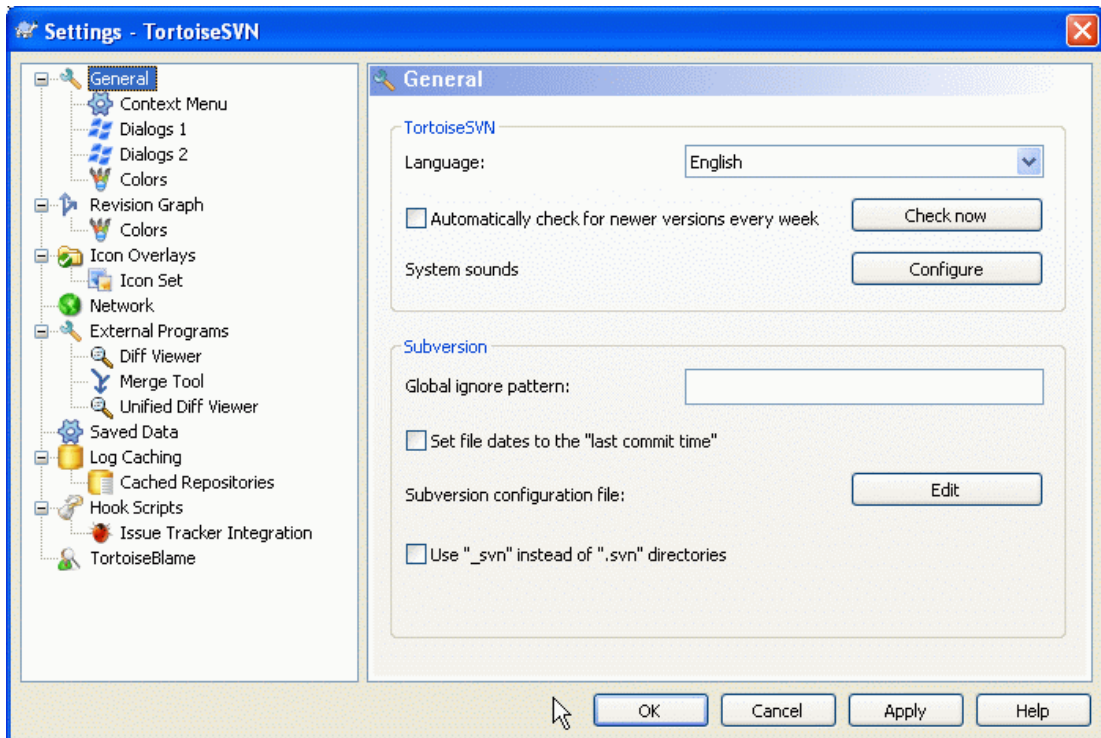 Settings - TortoiseSVN
General
Context Menu
Dialogs 1
Dialogs 2
Colors
Revision Graph
Colors
Icon Overlays
Icon Set
Network
External Programs
Diff Viewer
Merge Tool
Unified Diff Viewer
Saved Data
Log Caching
Cached Repositories
Hook Scripts
Issue Tracker Integration
TortoiseBlame
General
TortoiseSVN
Language: English
Automatically check for newer versions every week Check now
System sounds Configure
Subversion
Global ignore pattern:
Set file dates to the "last commit time"
Subversion configuration file: Edit
Use "_svn" instead of ".svn" directories
OK Cancel Apply Help